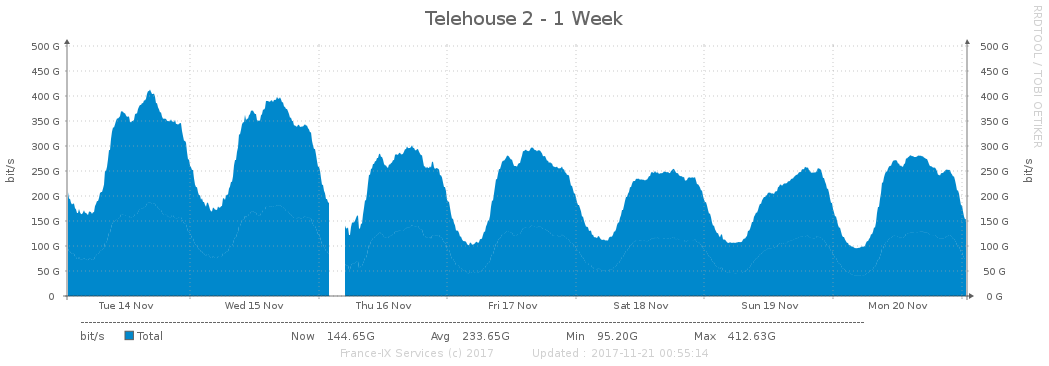 Telehouse 2 - 1 Week
RRDTOOL / TOBI OETIKER
500 G 500 G
450 G 450 G
400 G 400 G
350 G 350 G
300 G 300 G
250 G 250 G
200 G 200 G
150 G 150 G
100 G 100 G
50 G 50 G
0 0 G
bit/s bit/s
Tue 14 Nov Wed 15 Nov Thu 16 Nov Fri 17 Nov Sat 18 Nov Sun 19 Nov Mon 20 Nov
bit/s Total Now 144.65G Avg 233.65G Min 95.20G Max 412.63G
France-IX Services (c) 2017 Updated : 2017-11-21 00:55:14